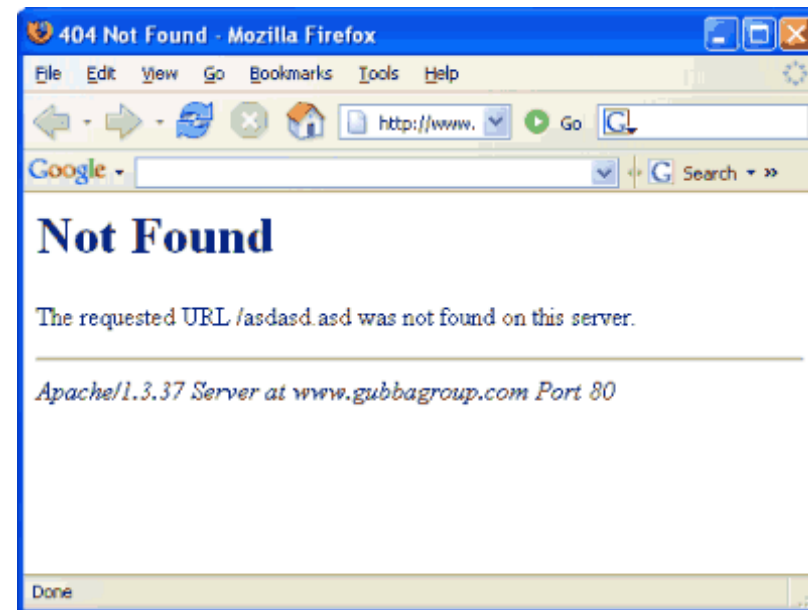 404 Not Found - Mozilla Firefox
File Edit View Go Bookmarks Tools Help
http://www. Go G
Google G Search »
Not Found
The requested URL /asdasd.asd was not found on this server.
Apache/1.3.37 Server at www.gubbagroup.com Port 80
Done